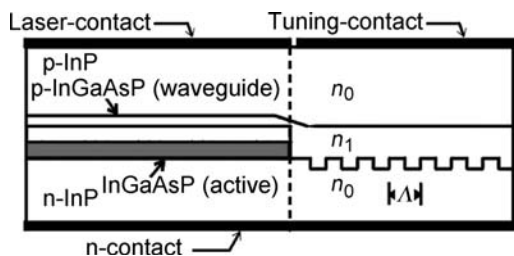 Laser-contact
Tuning-contact
p-InP
p-InGaAsP (waveguide)
n0
n1
InGaAsP (active)
n0
Λ
n-InP
n-contact